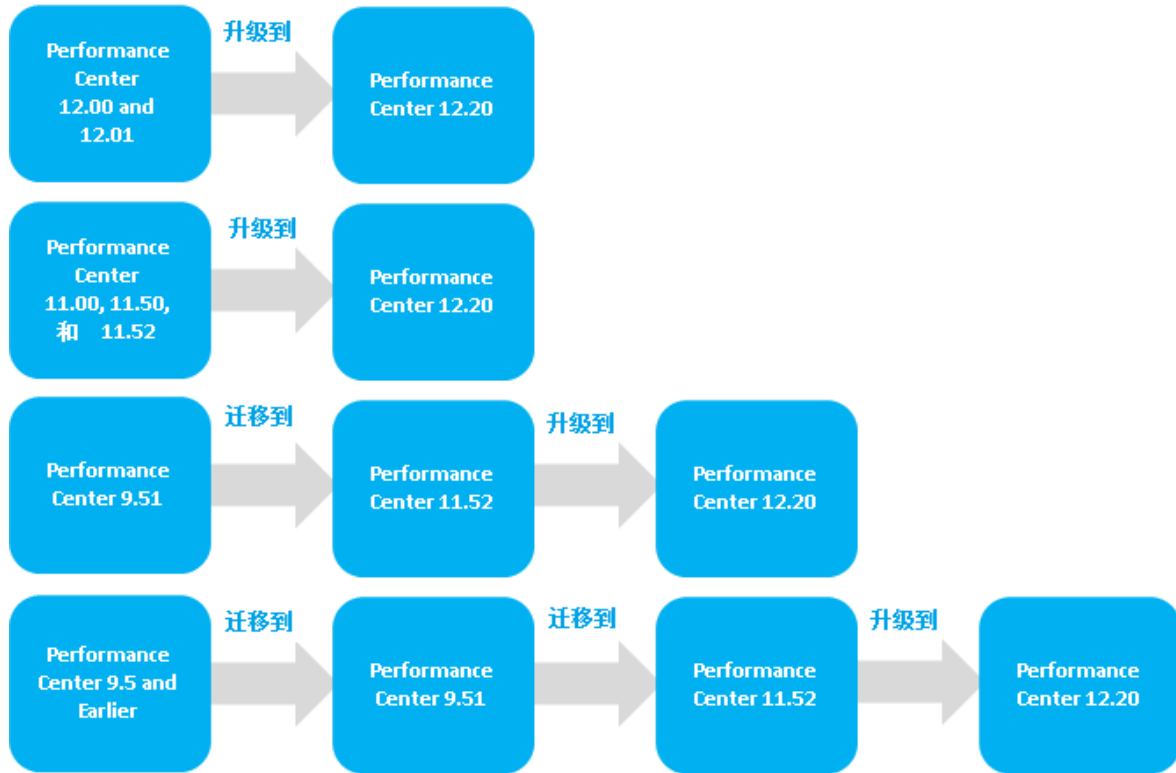 升级到
Performance
Center
12.00 and
12.01
Performance
Center 12.20
升级到
Performance
Center
11.00, 11.50,
和 11.52
Performance
Center 12.20
迁移到
升级到
Performance
Center 9.51
Performance
Center 11.52
Performance
Center 12.20
迁移到
迁移到
升级到
Performance
Center 9.5 and
Earlier
Performance
Center 9.51
Performance
Center 11.52
Performance
Center 12.20